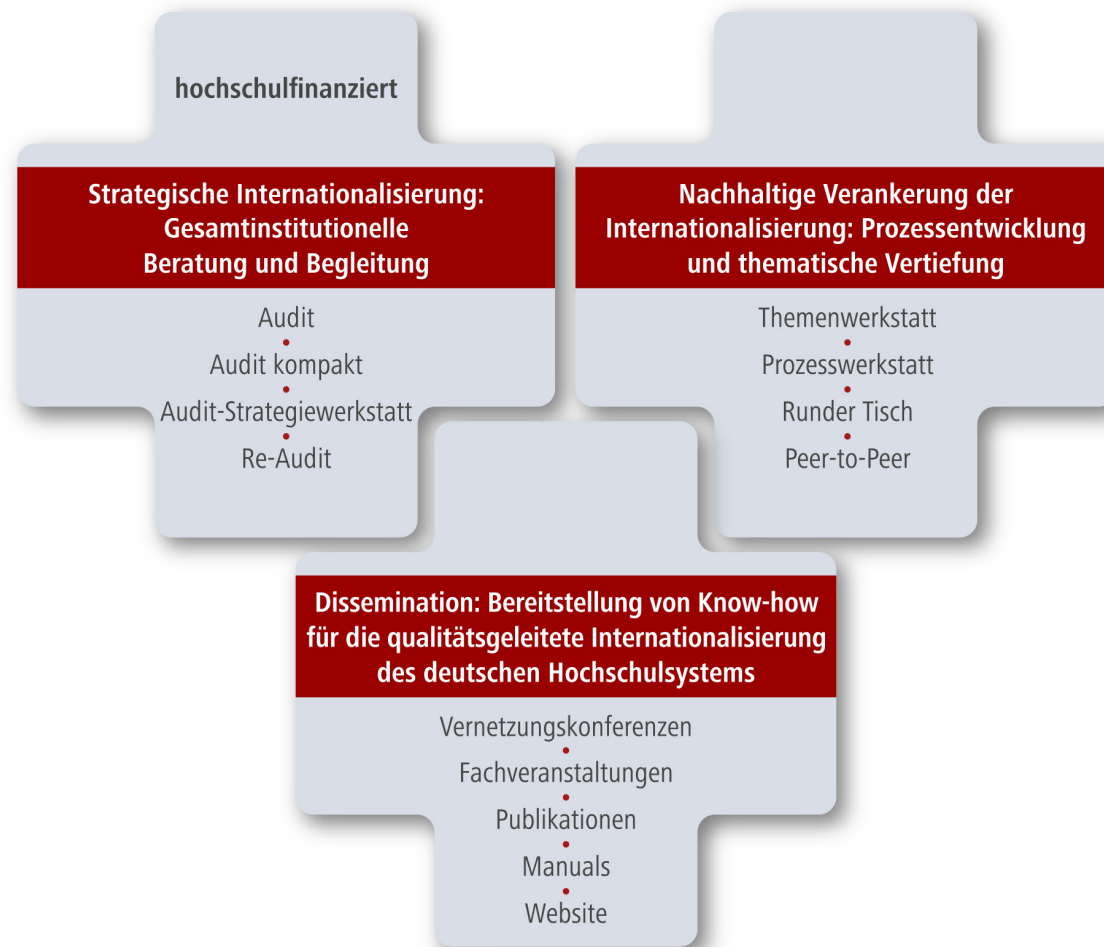 hochschulfinanziert
Strategische Internationalisierung:
Gesamtinstitutionelle
Beratung und Begleitung
Audit
Audit kompakt
Audit-Strategiewerkstatt
Re-Audit
Nachhaltige Verankerung der
Internationalisierung: Prozessentwicklung
und thematische Vertiefung
Themenwerkstatt
Prozesswerkstatt
Runder Tisch
Peer-to-Peer
Dissemination: Bereitstellung von Know-how
für die qualitätsgeleitete Internationalisierung
des deutschen Hochschulsystems
Vernetzungskonferenzen
Fachveranstaltungen
Publikationen
Manuals
Website